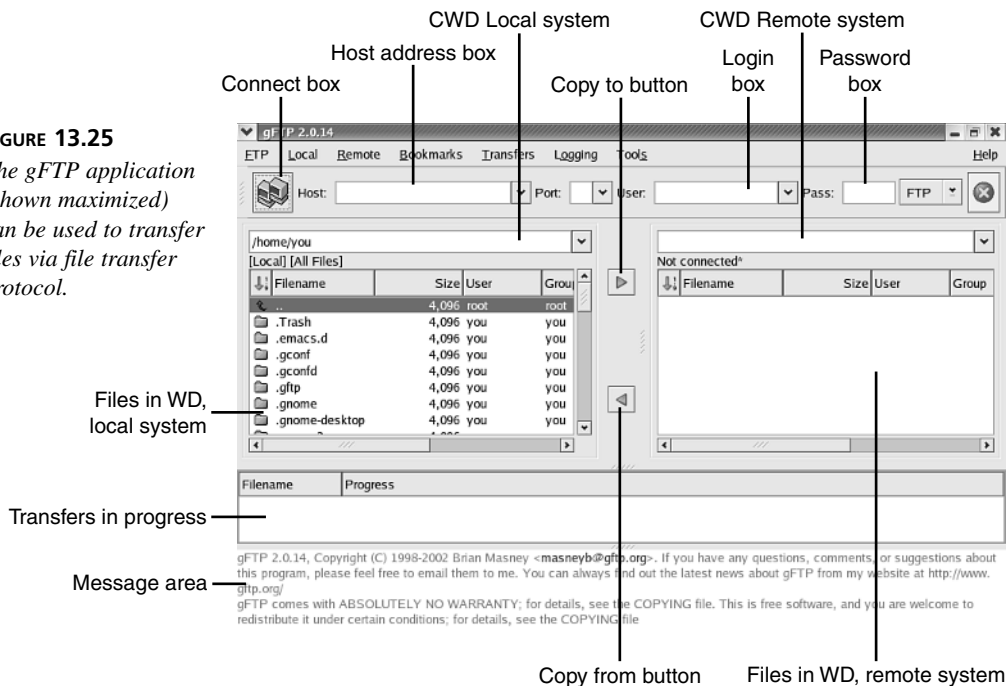 CWD Local system
CWD Remote system
Host address box
Login box
Password box
Connect box
Copy to button
FIGURE 13.25
The gFTP application
(shown maximized)
can be used to transfer
files via file transfer
protocol.
gFTP 2.0.14
FTP Local Remote Bookmarks Transfers Logging Tools Help
Host: Port: User: Pass: FTP
/home/you
[Local] [All Files]
Not connected*
Filename Size User Group
Filename Size User Group
.. 4,096 root root
.Trash 4,096 you you
.emacs.d 4,096 you you
.gconf 4,096 you you
.gconfd 4,096 you you
.gftp 4,096 you you
.gnome 4,096 you you
.gnome-desktop 4,096 you you
Files in WD,
local system
Filename Progress
Transfers in progress
Message area
gFTP 2.0.14, Copyright (C) 1998-2002 Brian Masney <masneyb@gftp.org>. If you have any questions, comments, or suggestions about
this program, please feel free to email them to me. You can always find out the latest news about gFTP from my website at http://www.
gftp.org/
gFTP comes with ABSOLUTELY NO WARRANTY; for details, see the COPYING file. This is free software, and you are welcome to
redistribute it under certain conditions; for details, see the COPYING file
Copy from button
Files in WD, remote system